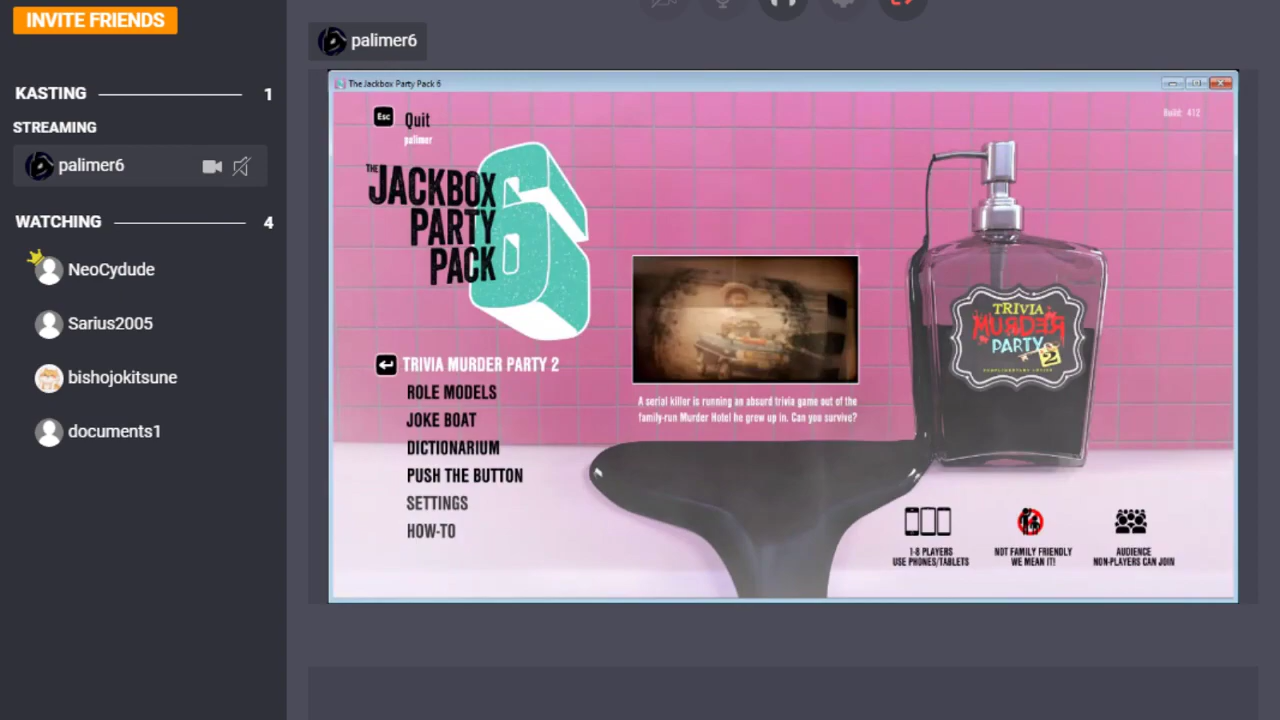 INVITE FRIENDS
KASTING 1
STREAMING
palimer6
WATCHING 4
NeoCydude
Sarius2005
bishojokitsune
documents1
palimer6
The Jackbox Party Pack 6
Esc Quit
palimer
Build: 412
THE
JACKBOX
PARTY
PACK
6
TRIVIA MURDER PARTY 2
ROLE MODELS
JOKE BOAT
DICTIONARIUM
PUSH THE BUTTON
SETTINGS
HOW-TO
A serial killer is running an absurd trivia game out of the
family-run Murder Hotel he grew up in. Can you survive?
TRIVIA
MURDER
PARTY
2
COMPLIMENTARY LOTION
1-8 PLAYERS
USE PHONES/TABLETS
NOT FAMILY FRIENDLY
WE MEAN IT!
AUDIENCE
NON-PLAYERS CAN JOIN